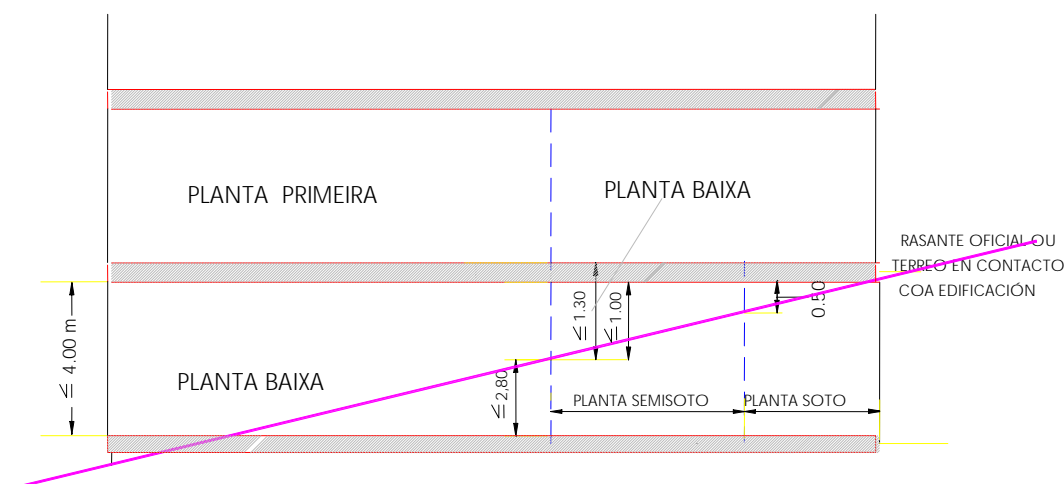 PLANTA PRIMEIRA
PLANTA BAIXA
RASANTE OFICIAL OU
TERREO EN CONTACTO
COA EDIFICACIÓN
≤ 4.00 m
≤ 1.30
≤ 1.00
0.50
PLANTA BAIXA
≤ 2,80
PLANTA SEMISOTO
PLANTA SOTO